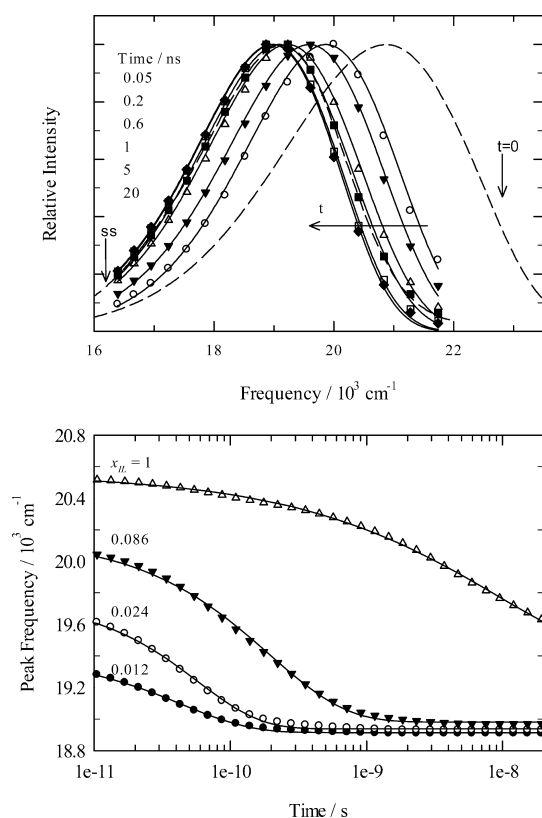 Time / ns
0.05
0.2
0.6
1
5
20
t=0
ss
t
Relative Intensity
16 18 20 22
Frequency / 10³ cm⁻¹
20.8
20.4
20.0
19.6
19.2
18.8
x_IL = 1
0.086
0.024
0.012
Peak Frequency / 10³ cm⁻¹
1e-11 1e-10 1e-9 1e-8
Time / s